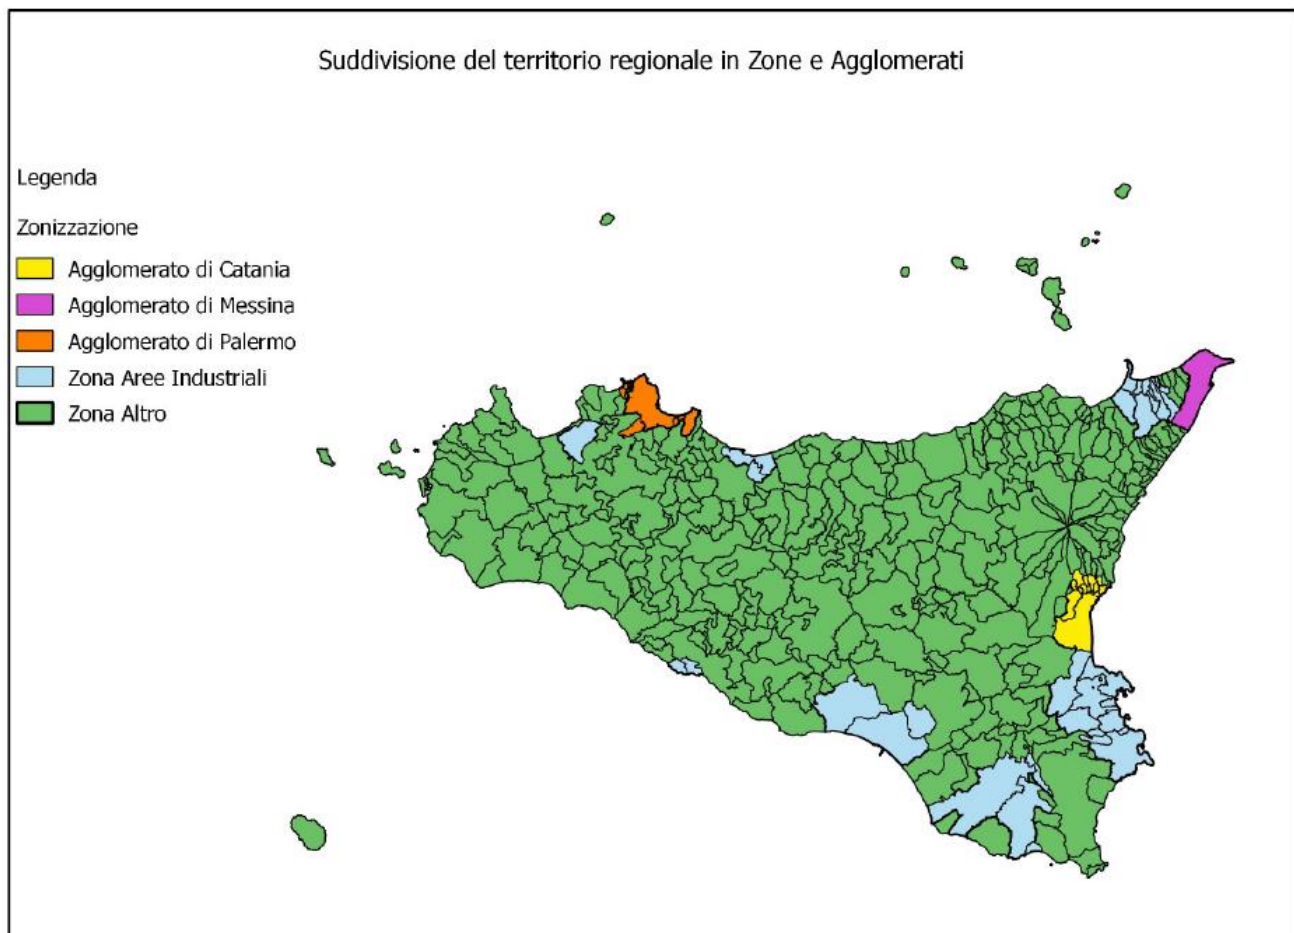 Suddivisione del territorio regionale in Zone e Agglomerati
Legenda
Zonizzazione
Agglomerato di Catania
Agglomerato di Messina
Agglomerato di Palermo
Zona Aree Industriali
Zona Altro